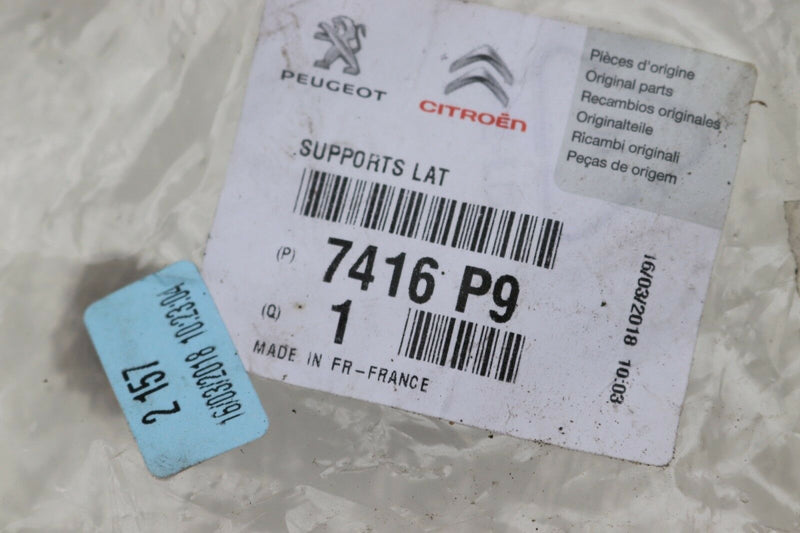 PEUGEOT
CITROËN
Pièces d'origine
Original parts
Recambios originales
Originalteile
Ricambi originali
Peças de origem
SUPPORTS LAT
(P) 7416 P9
(Q) 1
MADE IN FR-FRANCE
16/03/2018 10:03
2 157
16/03/2018 10:23:04